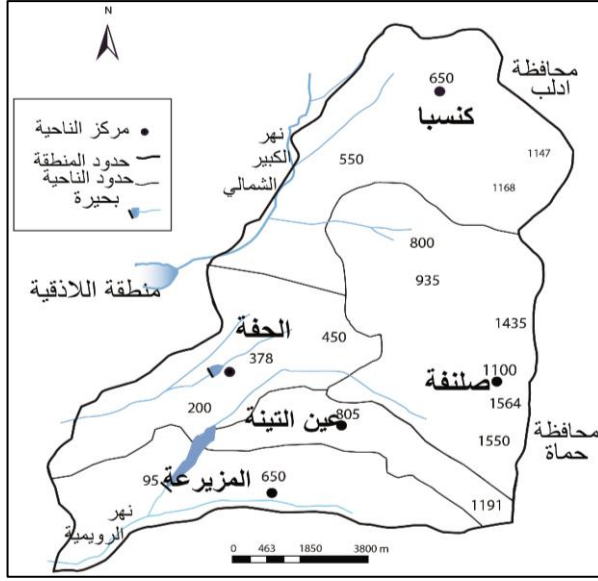 N
محافظة
ادلب
650
كنسبا
مركز الناحية
حدود المنطقة
حدود الناحية
بحيرة
نهر
الكبير
الشمالي
550
1147
1168
800
935
منطقة اللاذقية
الحفة
450
1435
378
1100
صلنفة
1564
200
عين التينة
805
1550
محافظة
حماة
95
المزيرعة
650
1191
نهر
الرويمية
0 463 1850 3800 m